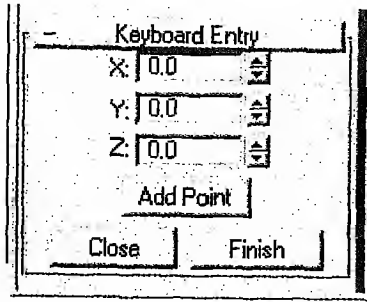 - Keyboard Entry
X: 0.0
Y: 0.0
Z: 0.0
Add Point
Close Finish